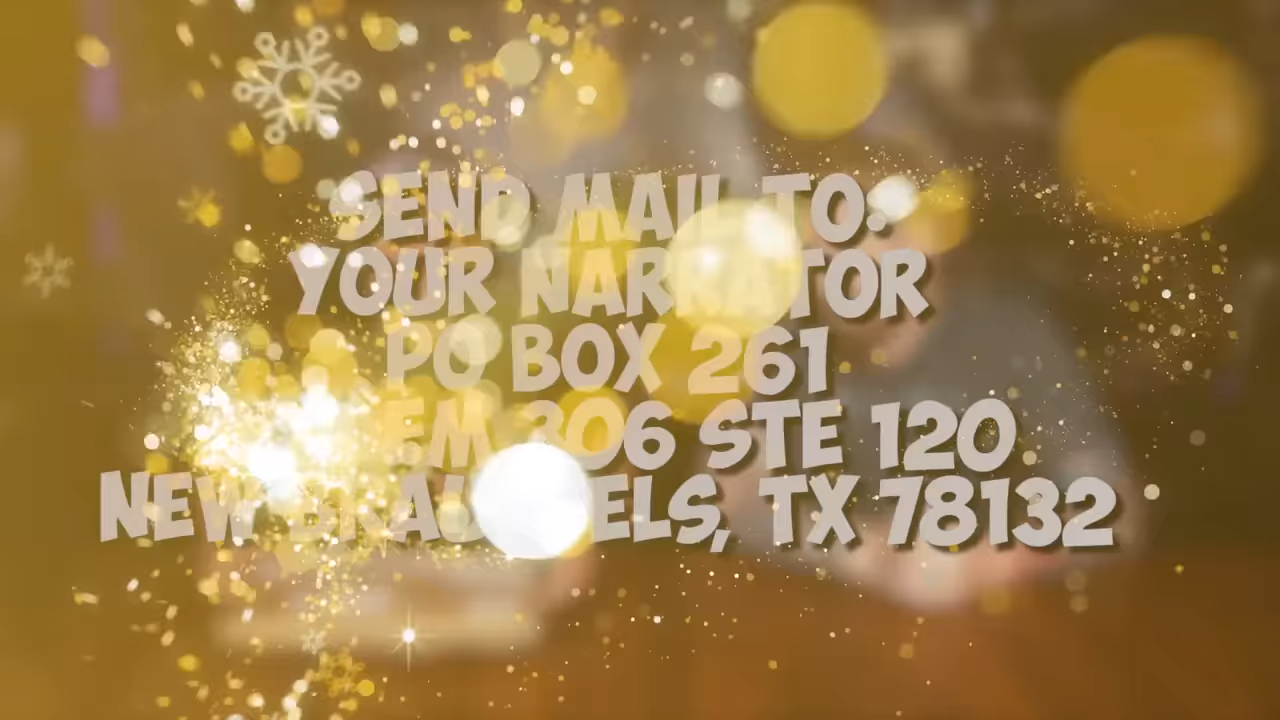 SEND MAIL TO:
YOUR NARRATOR
PO BOX 261
FM 306 STE 120
NEW BRAUNFELS, TX 78132